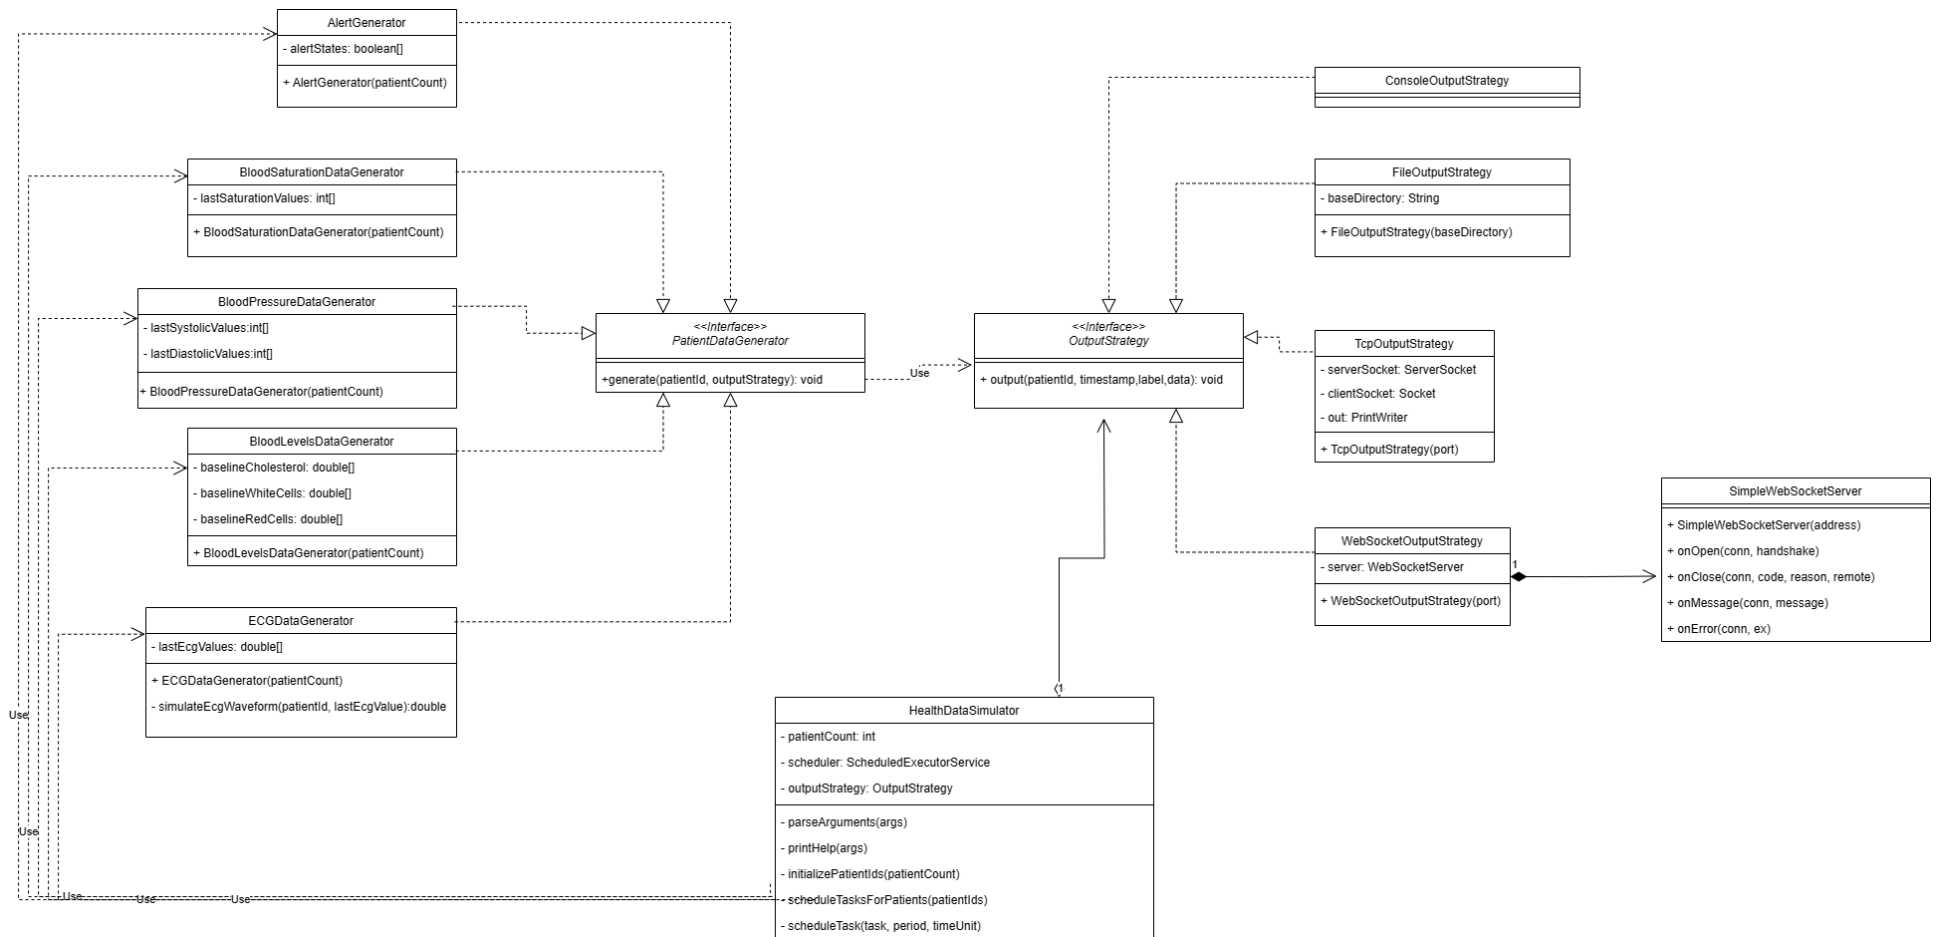 AlertGenerator
- alertStates: boolean[]
+ AlertGenerator(patientCount)
ConsoleOutputStrategy
BloodSaturationDataGenerator
- lastSaturationValues: int[]
+ BloodSaturationDataGenerator(patientCount)
FileOutputStrategy
- baseDirectory: String
+ FileOutputStrategy(baseDirectory)
BloodPressureDataGenerator
- lastSystolicValues:int[]
- lastDiastolicValues:int[]
+ BloodPressureDataGenerator(patientCount)
<<Interface>>
PatientDataGenerator
+generate(patientId, outputStrategy): void
Use
<<Interface>>
OutputStrategy
+ output(patientId, timestamp,label,data): void
TcpOutputStrategy
- serverSocket: ServerSocket
- clientSocket: Socket
- out: PrintWriter
+ TcpOutputStrategy(port)
BloodLevelsDataGenerator
- baselineCholesterol: double[]
- baselineWhiteCells: double[]
- baselineRedCells: double[]
+ BloodLevelsDataGenerator(patientCount)
WebSocketOutputStrategy
- server: WebSocketServer
+ WebSocketOutputStrategy(port)
1
SimpleWebSocketServer
+ SimpleWebSocketServer(address)
+ onOpen(conn, handshake)
+ onClose(conn, code, reason, remote)
+ onMessage(conn, message)
+ onError(conn, ex)
ECGDataGenerator
- lastEcgValues: double[]
+ ECGDataGenerator(patientCount)
- simulateEcgWaveform(patientId, lastEcgValue):double
1
HealthDataSimulator
- patientCount: int
- scheduler: ScheduledExecutorService
- outputStrategy: OutputStrategy
- parseArguments(args)
- printHelp(args)
- initializePatientIds(patientCount)
- scheduleTasksForPatients(patientIds)
- scheduleTask(task, period, timeUnit)
Use
Use
Use
Use
Use